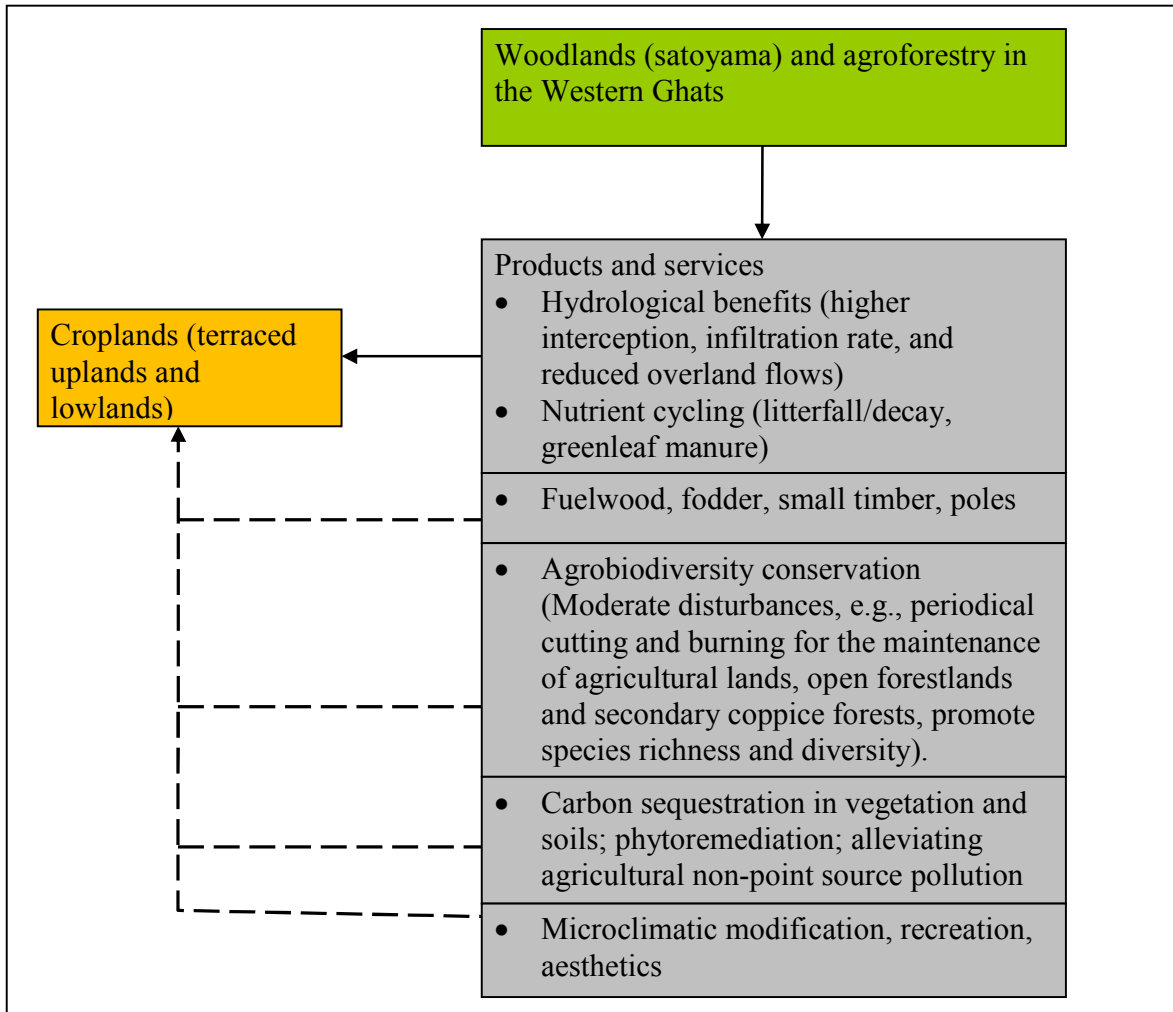 Woodlands (satoyama) and agroforestry in
the Western Ghats
Products and services
• Hydrological benefits (higher
interception, infiltration rate, and
reduced overland flows)
• Nutrient cycling (litterfall/decay,
greenleaf manure)
Croplands (terraced
uplands and
lowlands)
• Fuelwood, fodder, small timber, poles
• Agrobiodiversity conservation
(Moderate disturbances, e.g., periodical
cutting and burning for the maintenance
of agricultural lands, open forestlands
and secondary coppice forests, promote
species richness and diversity).
• Carbon sequestration in vegetation and
soils; phytoremediation; alleviating
agricultural non-point source pollution
• Microclimatic modification, recreation,
aesthetics